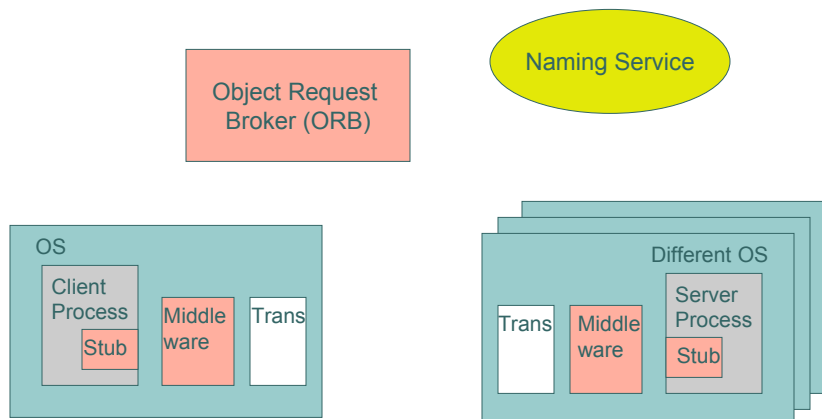 Object Request
Broker (ORB)
Naming Service
OS
Client
Process
Stub
Middle
ware
Trans
Different OS
Trans
Middle
ware
Server
Process
Stub